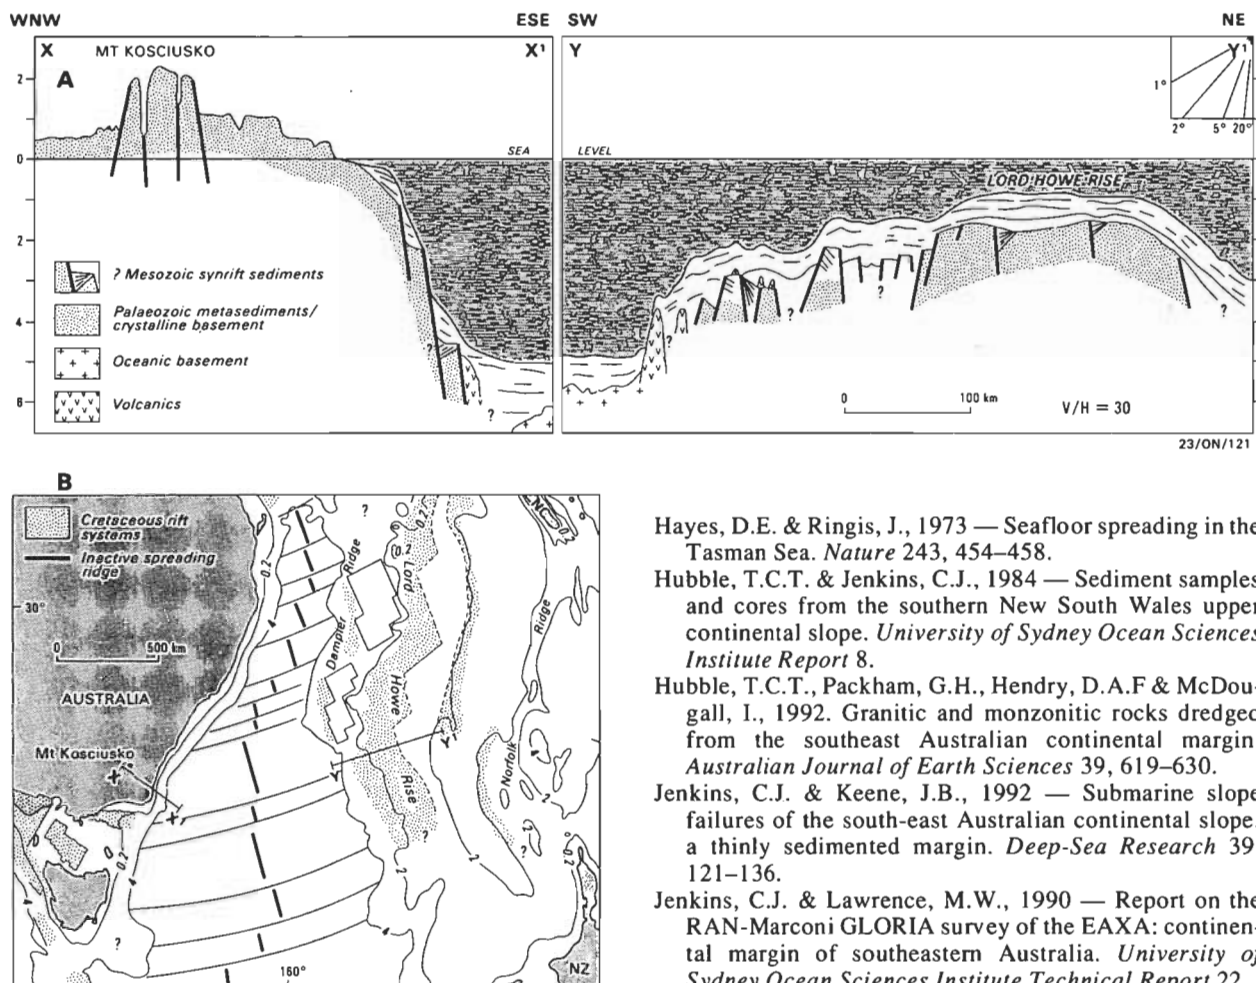 WNW ESE SW NE
X MT KOSCIUSKO X¹ Y Y¹
A
1°
2° 5° 20°
2
0
2
4
6
SEA LEVEL
LORD HOWE RISE
? Mesozoic synrift sediments
Palaeozoic metasediments/
crystalline basement
Oceanic basement
Volcanics
?
?
?
?
?
?
0 100 km
V/H = 30
23/ON/121
B
Cretaceous rift
systems
Inactive spreading
ridge
30°
0 500 km
AUSTRALIA
Mt Kosciusko
Dampier Ridge
Lord Howe Rise
Norfolk Ridge
NC
NZ
160°
Hayes, D.E. & Ringis, J., 1973 — Seafloor spreading in the
Tasman Sea. Nature 243, 454–458.
Hubble, T.C.T. & Jenkins, C.J., 1984 — Sediment samples
and cores from the southern New South Wales upper
continental slope. University of Sydney Ocean Sciences
Institute Report 8.
Hubble, T.C.T., Packham, G.H., Hendry, D.A.F & McDou-
gall, I., 1992. Granitic and monzonitic rocks dredged
from the southeast Australian continental margin.
Australian Journal of Earth Sciences 39, 619–630.
Jenkins, C.J. & Keene, J.B., 1992 — Submarine slope
failures of the south-east Australian continental slope:
a thinly sedimented margin. Deep-Sea Research 39,
121–136.
Jenkins, C.J. & Lawrence, M.W., 1990 — Report on the
RAN-Marconi GLORIA survey of the EAXA: continen-
tal margin of southeastern Australia. University of
Sydney Ocean Sciences Institute Technical Report 22.